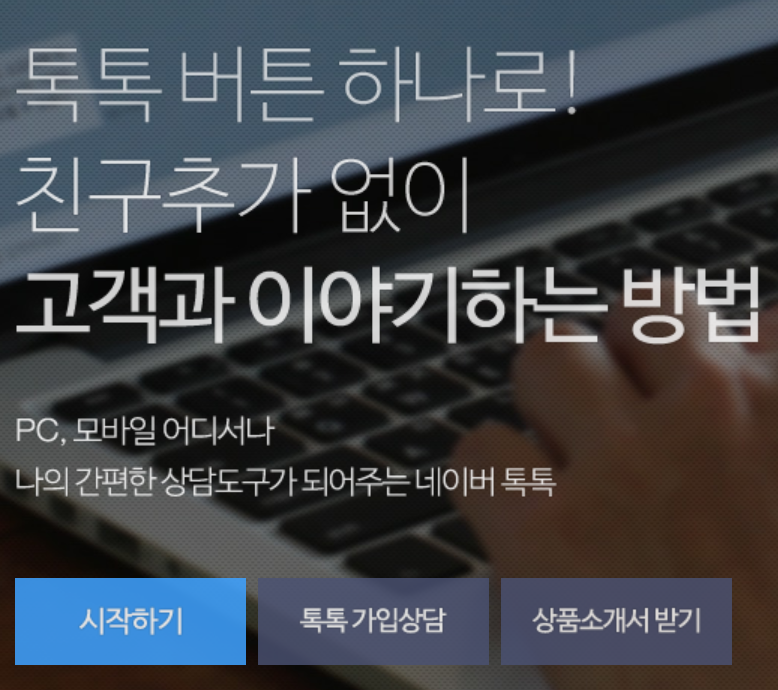 톡톡 버튼 하나로!
친구추가 없이
고객과 이야기하는 방법
PC, 모바일 어디서나
나의 간편한 상담도구가 되어주는 네이버 톡톡
시작하기
톡톡 가입상담
상품소개서 받기